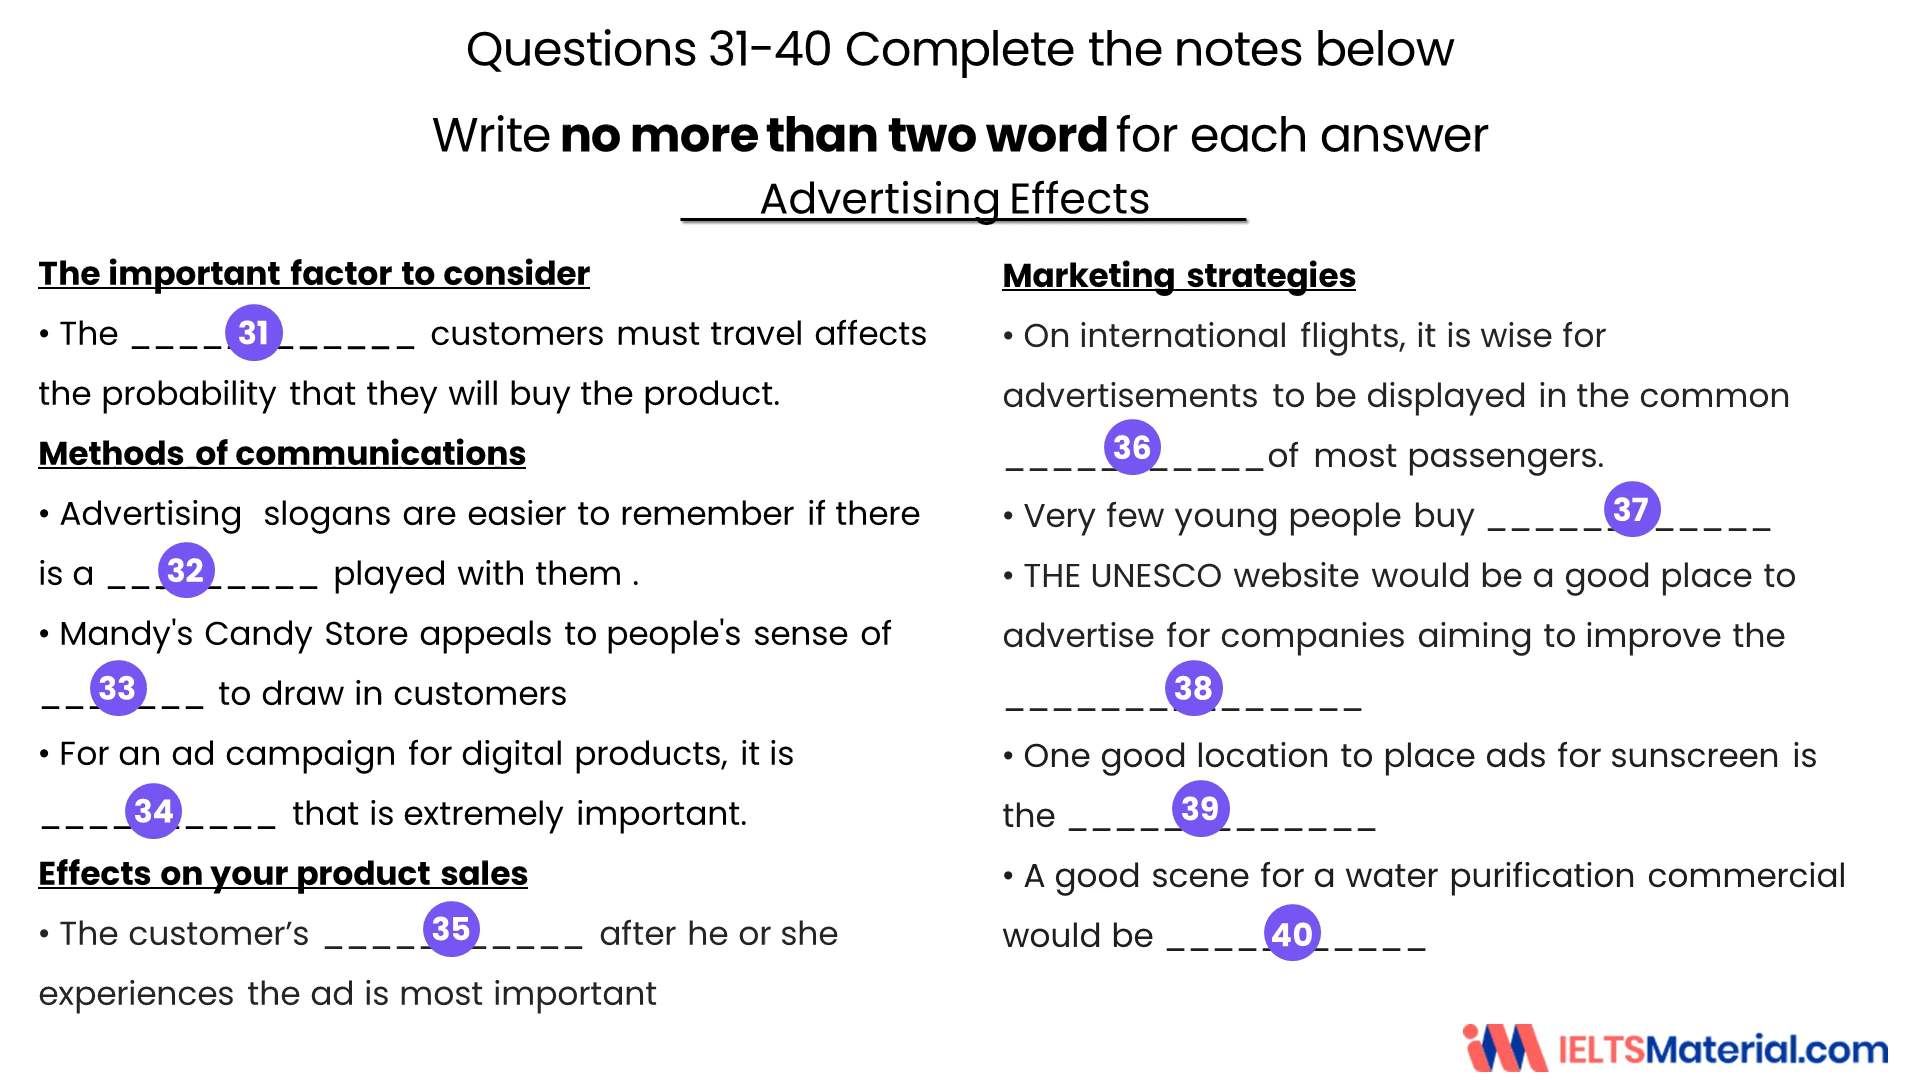 Questions 31-40 Complete the notes below
Write no more than two word for each answer
Advertising Effects
The important factor to consider
• The ____31______ customers must travel affects
the probability that they will buy the product.
Methods of communications
• Advertising slogans are easier to remember if there
is a __32_____ played with them .
• Mandy's Candy Store appeals to people's sense of
__33___ to draw in customers
• For an ad campaign for digital products, it is
____34____ that is extremely important.
Effects on your product sales
• The customer’s ____35_____ after he or she
experiences the ad is most important
Marketing strategies
• On international flights, it is wise for
advertisements to be displayed in the common
____36_____of most passengers.
• Very few young people buy _____37_____
• THE UNESCO website would be a good place to
advertise for companies aiming to improve the
_______38______
• One good location to place ads for sunscreen is
the ____39_______
• A good scene for a water purification commercial
would be ____40_____
IELTSMaterial.com